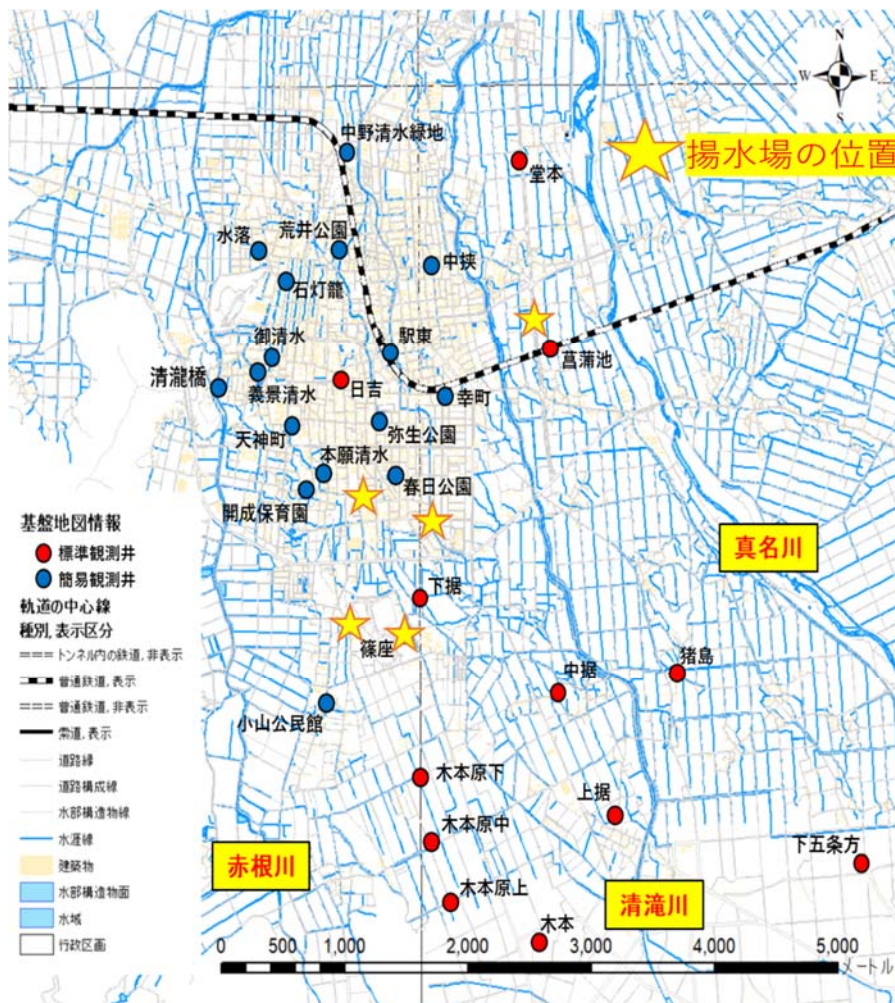 N
W E
S
揚水場の位置
中野清水緑地
堂本
水落
荒井公園
中挾
石灯籠
御清水
駅東
菖蒲池
清瀧橋
義景清水
日吉
幸町
天神町
弥生公園
本願清水
春日公園
開成保育園
真名川
下据
篠座
中据
猪島
小山公民館
木本原下
上据
木本原中
下五条方
赤根川
木本原上
清滝川
木本
基盤地図情報
標準観測井
簡易観測井
軌道の中心線
種別, 表示区分
トンネル内の鉄道, 非表示
普通鉄道, 表示
普通鉄道, 非表示
索道, 表示
道路縁
道路構成線
水部構造物線
水涯線
建築物
水部構造物面
水域
行政区画
0 500 1,000 2,000 3,000 4,000 5,000
メートル